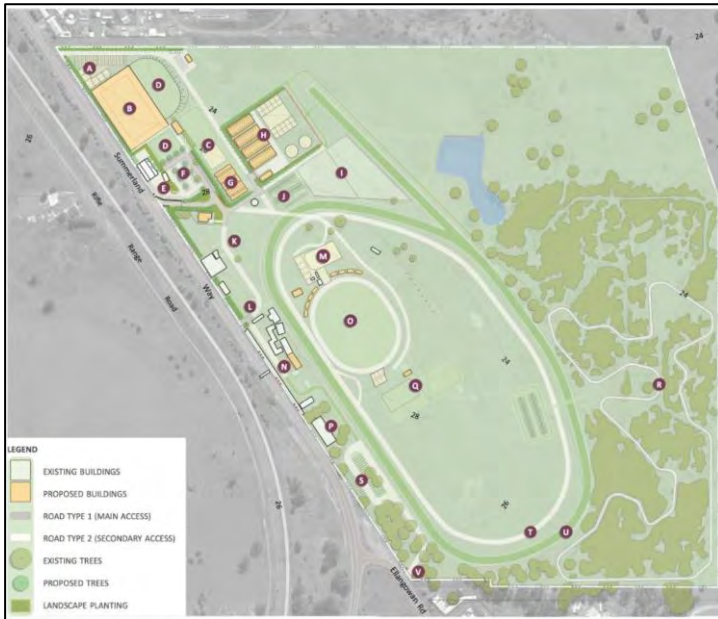 24
A
D
B
24
26
H
D
C
I
E
F
G
28
J
Summerland
Rifle
Range
Road
Way
K
M
24
L
O
24
R
N
Q
28
P
LEGEND
EXISTING BUILDINGS
PROPOSED BUILDINGS
ROAD TYPE 1 (MAIN ACCESS)
ROAD TYPE 2 (SECONDARY ACCESS)
EXISTING TREES
PROPOSED TREES
LANDSCAPE PLANTING
S
26
26
T
U
V
Ellangowan Rd